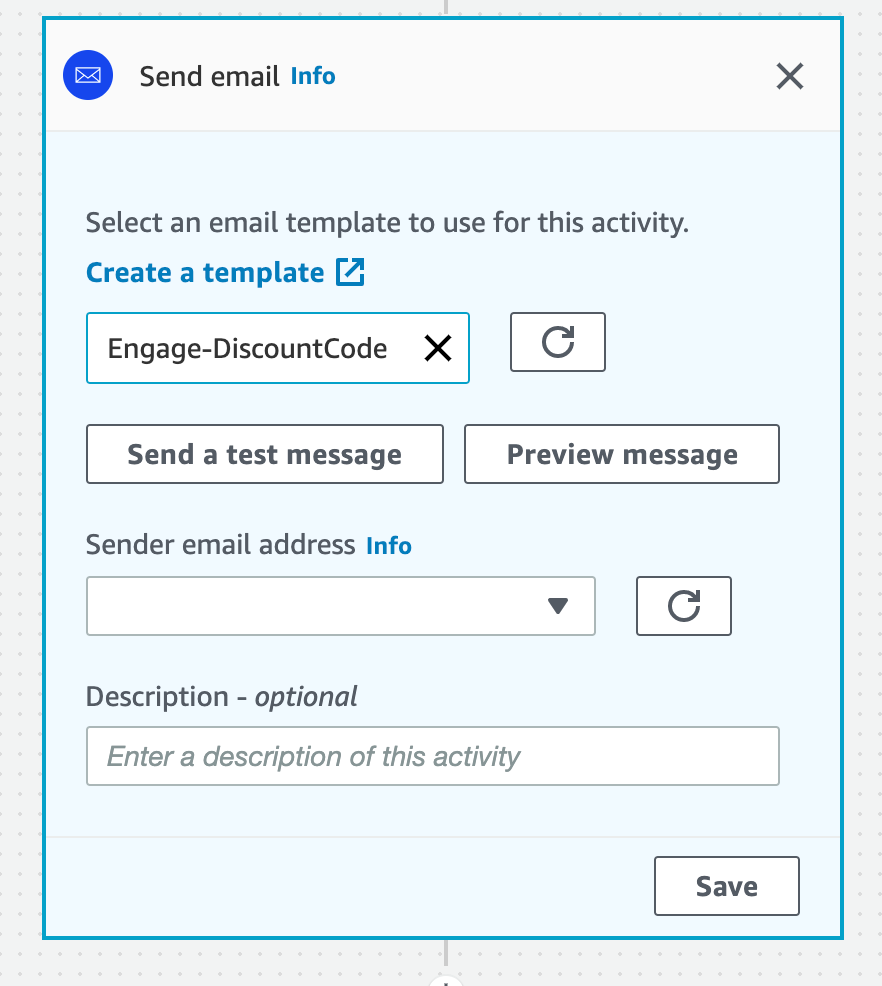 Send email Info
Select an email template to use for this activity.
Create a template
Engage-DiscountCode
Send a test message Preview message
Sender email address Info
Description - optional
Enter a description of this activity
Save